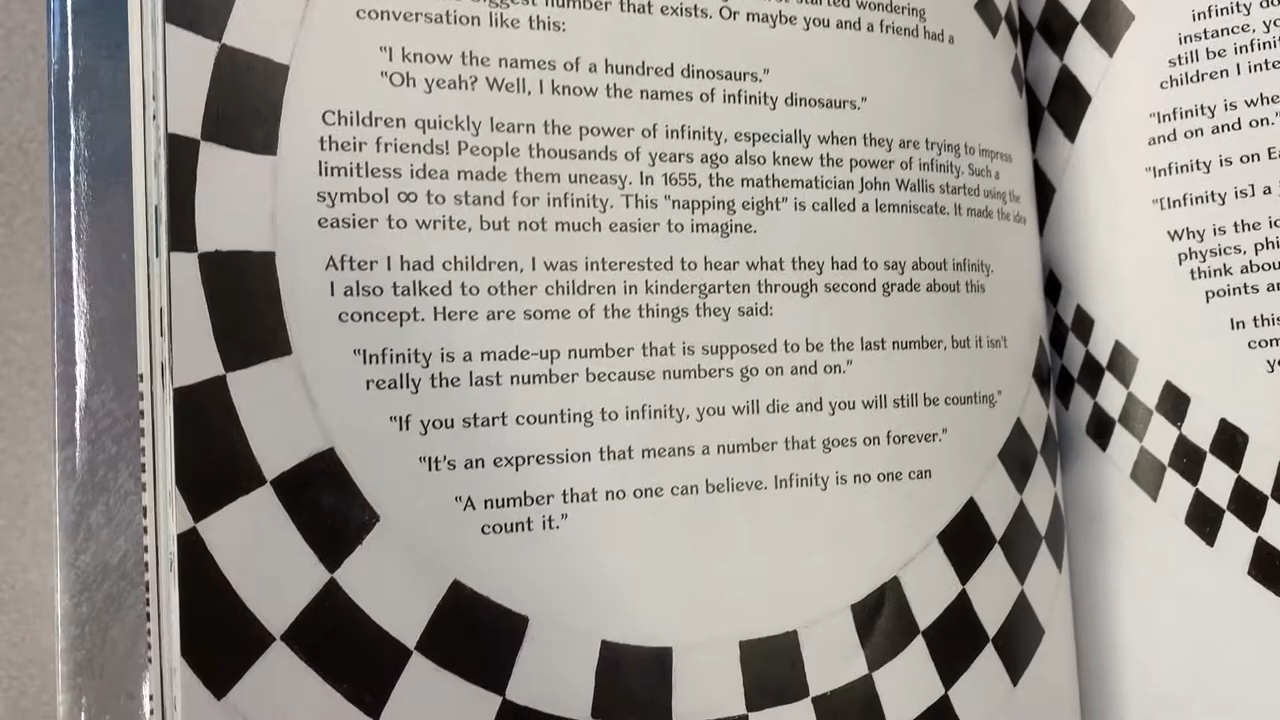 number that exists. Or maybe you and a friend had a
wondering
conversation like this:
"I know the names of a hundred dinosaurs."
"Oh yeah? Well, I know the names of infinity dinosaurs."
Children quickly learn the power of infinity, especially when they are trying to impress
their friends! People thousands of years ago also knew the power of infinity. Such a
limitless idea made them uneasy. In 1655, the mathematician John Wallis started using the
symbol ∞ to stand for infinity. This "napping eight" is called a lemniscate. It made the idea
easier to write, but not much easier to imagine.
After I had children, I was interested to hear what they had to say about infinity.
I also talked to other children in kindergarten through second grade about this
concept. Here are some of the things they said:
"Infinity is a made-up number that is supposed to be the last number, but it isn't
really the last number because numbers go on and on."
"If you start counting to infinity, you will die and you will still be counting."
"It's an expression that means a number that goes on forever."
"A number that no one can believe. Infinity is no one can
count it."
infinity
instance,
still be
children I
"Infinity is
and on and on."
"Infinity is on
"[Infinity is] a
Why is the
physics,
think
points
In this